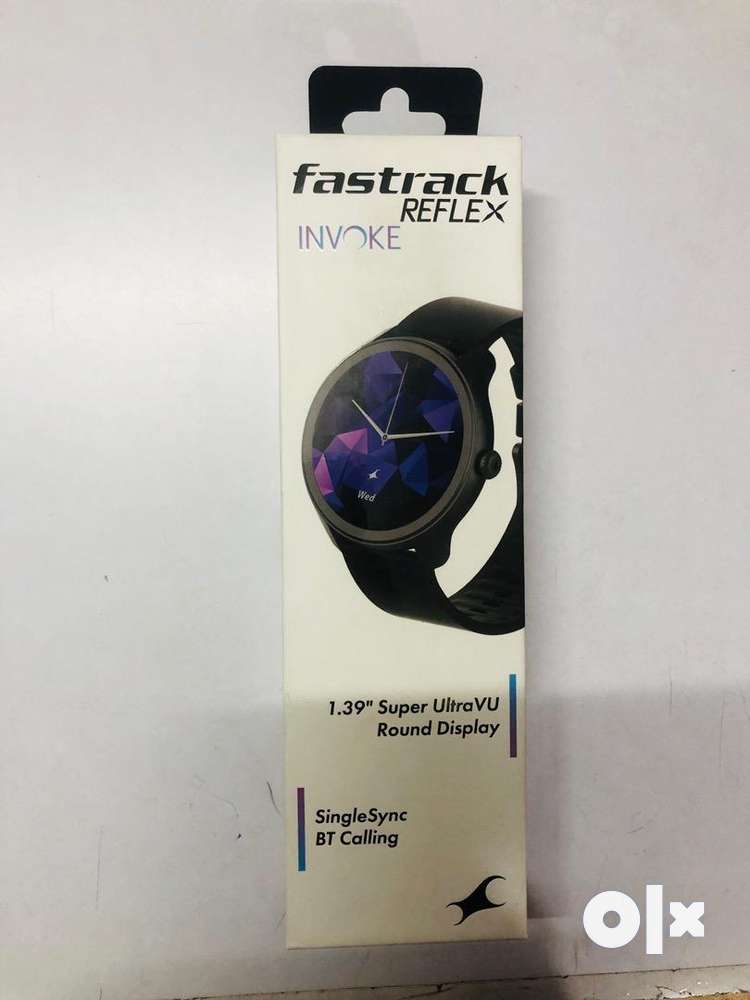 fastrack
REFLEX
INVOKE
Wed
1.39" Super UltraVU
Round Display
SingleSync
BT Calling
olx